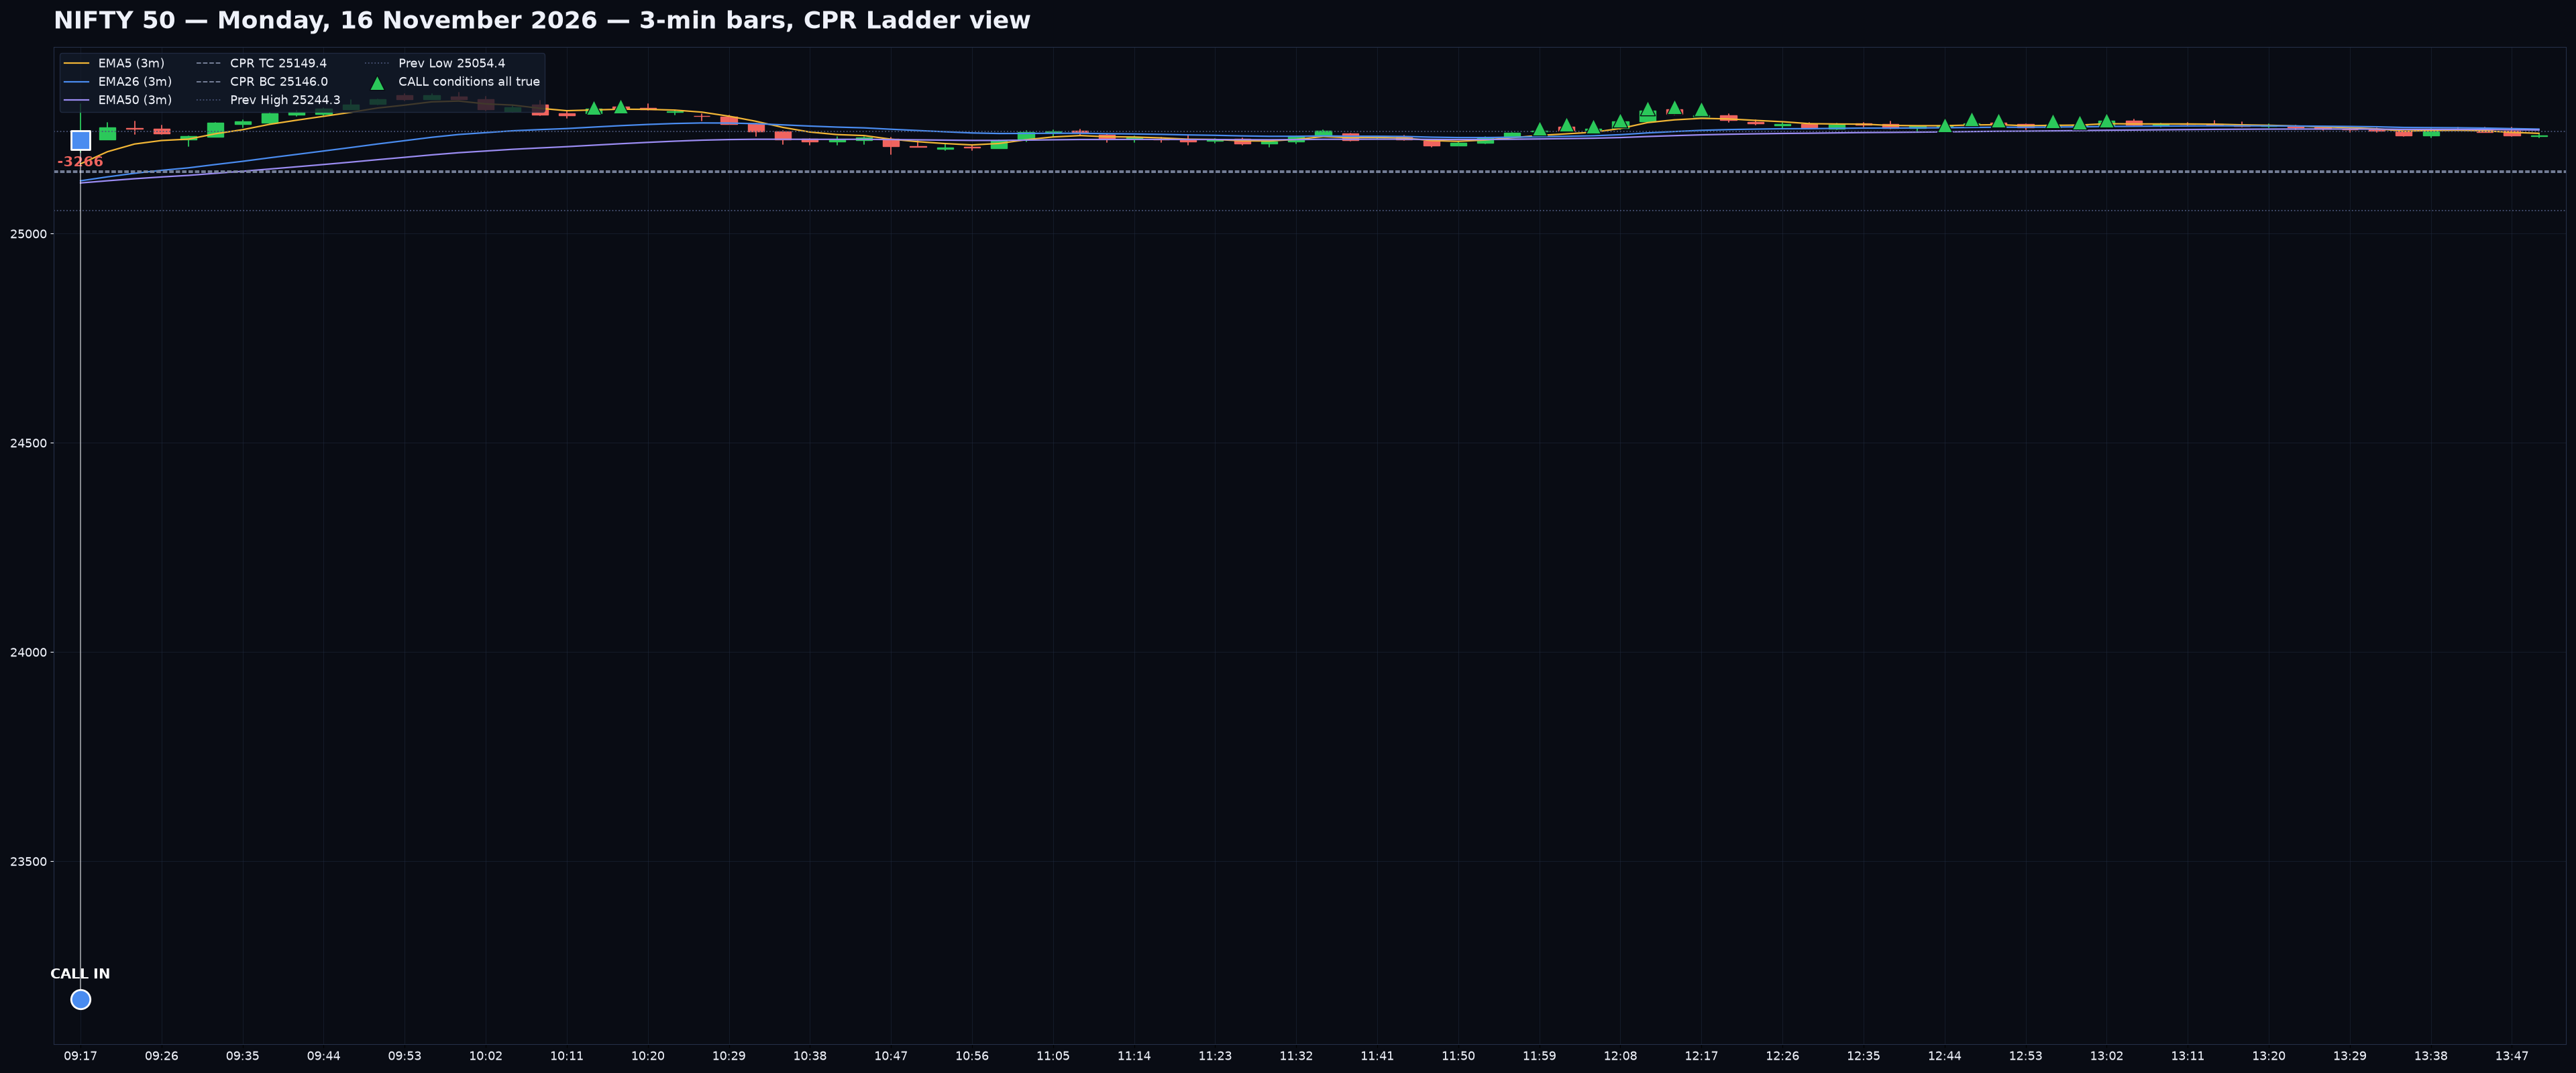 NIFTY 50 — Monday, 16 November 2026 — 3-min bars, CPR Ladder view
EMA5 (3m)
EMA26 (3m)
EMA50 (3m)
CPR TC 25149.4
CPR BC 25146.0
Prev High 25244.3
Prev Low 25054.4
CALL conditions all true
-3266
25000
24500
24000
23500
CALL IN
09:17 09:26 09:35 09:44 09:53 10:02 10:11 10:20 10:29 10:38 10:47 10:56 11:05 11:14 11:23 11:32 11:41 11:50 11:59 12:08 12:17 12:26 12:35 12:44 12:53 13:02 13:11 13:20 13:29 13:38 13:47